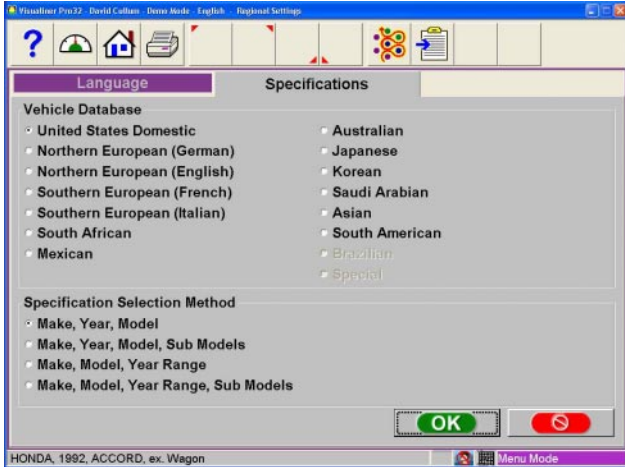 Visualiner Pro32 - David Cullum - Demo Mode - English - Regional Settings
?
Language
Specifications
Vehicle Database
United States Domestic
Northern European (German)
Northern European (English)
Southern European (French)
Southern European (Italian)
South African
Mexican
Australian
Japanese
Korean
Saudi Arabian
Asian
South American
Brazilian
Special
Specification Selection Method
Make, Year, Model
Make, Year, Model, Sub Models
Make, Model, Year Range
Make, Model, Year Range, Sub Models
OK
HONDA, 1992, ACCORD, ex. Wagon
Menu Mode